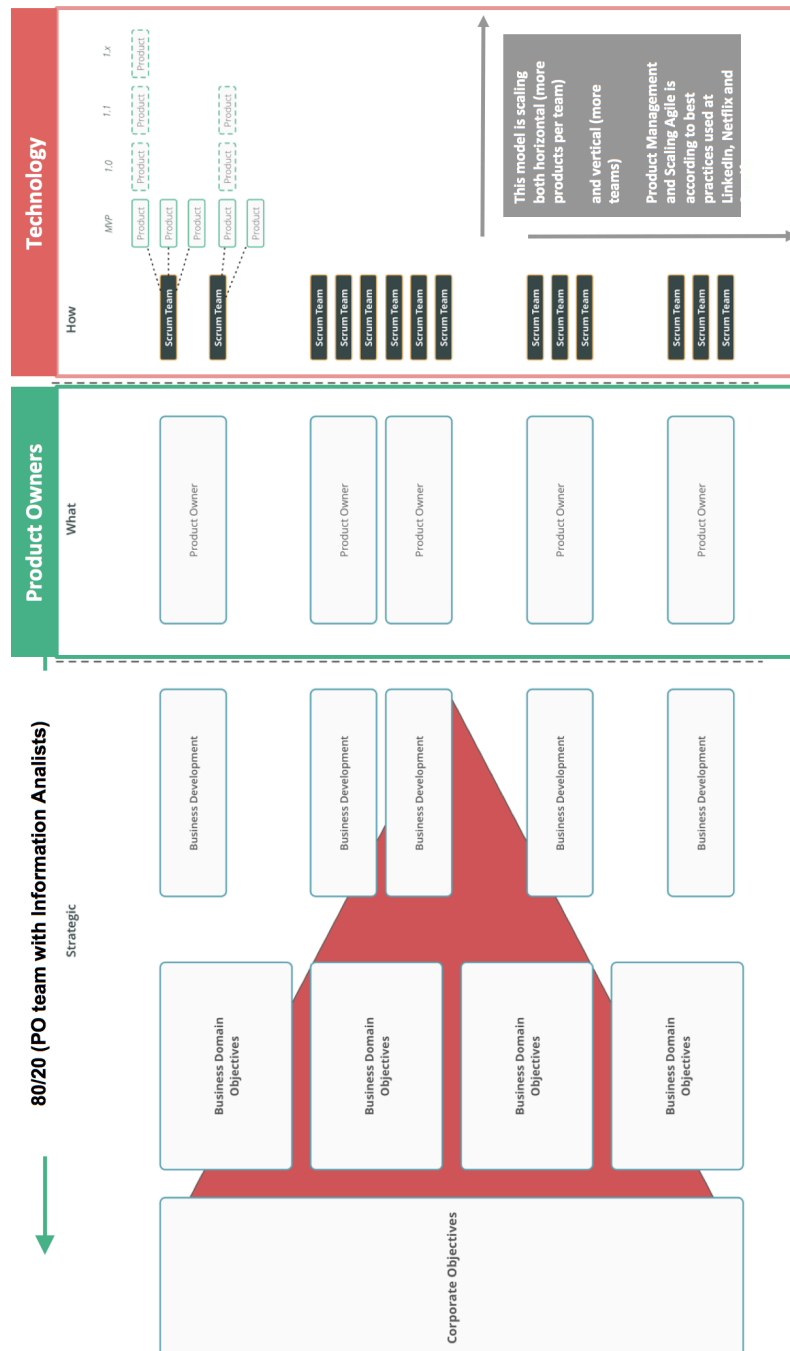 80/20 (PO team with Information Analists)
Product Owners
Technology
Strategic
What
How
MVP
1.0
1.1
1.x
Corporate Objectives
Business Domain
Objectives
Business Domain
Objectives
Business Domain
Objectives
Business Domain
Objectives
Business Development
Business Development
Business Development
Business Development
Business Development
Product Owner
Product Owner
Product Owner
Product Owner
Product Owner
Scrum Team
Scrum Team
Scrum Team
Scrum Team
Scrum Team
Scrum Team
Scrum Team
Scrum Team
Scrum Team
Scrum Team
Scrum Team
Scrum Team
Scrum Team
Scrum Team
Product
Product
Product
Product
Product
Product
Product
Product
Product
Product
This model is scaling
both horizontal (more
products per team)
and vertical (more
teams)
Product Management
and Scaling Agile is
according to best
practices used at
LinkedIn, Netflix and